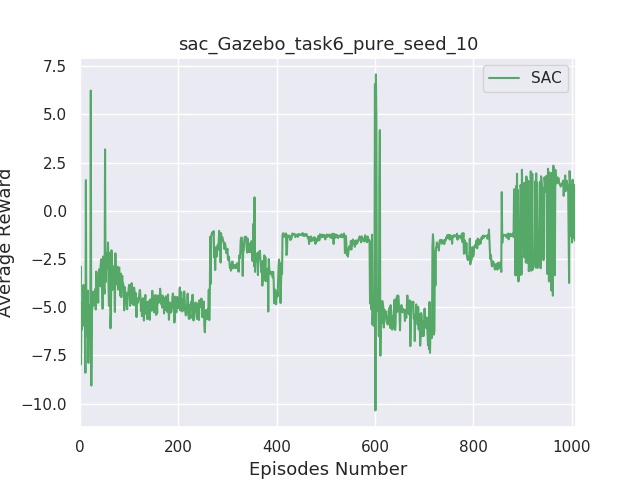 sac_Gazebo_task6_pure_seed_10
7.5
5.0
2.5
0.0
−2.5
−5.0
−7.5
−10.0
Average Reward
SAC
0 200 400 600 800 1000
Episodes Number